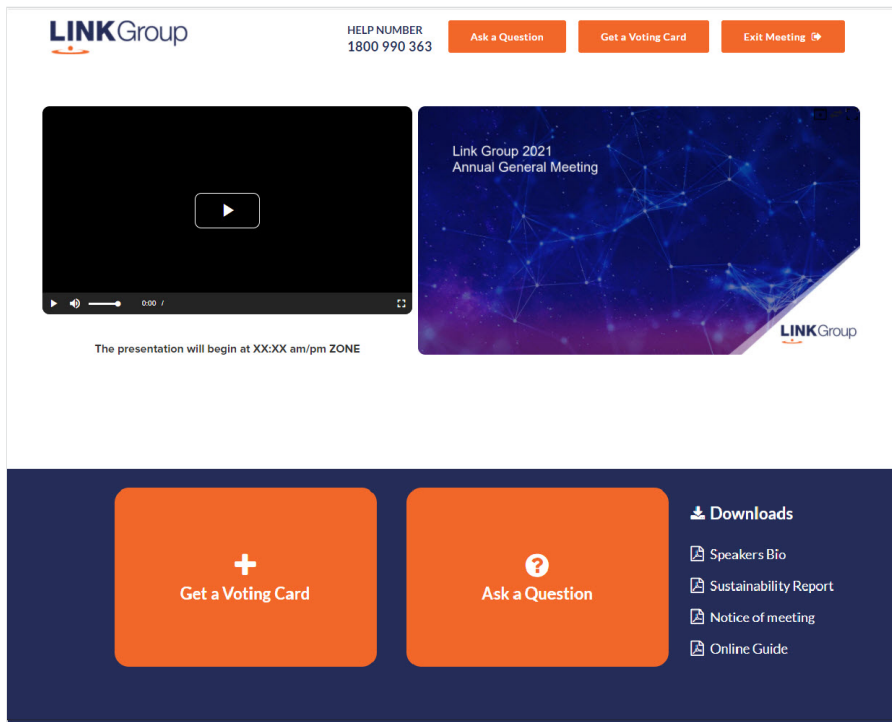 LINKGroup
HELP NUMBER
1800 990 363
Ask a Question
Get a Voting Card
Exit Meeting
Link Group 2021
Annual General Meeting
LINKGroup
0:00 /
The presentation will begin at XX:XX am/pm ZONE
Get a Voting Card
Ask a Question
Downloads
Speakers Bio
Sustainability Report
Notice of meeting
Online Guide